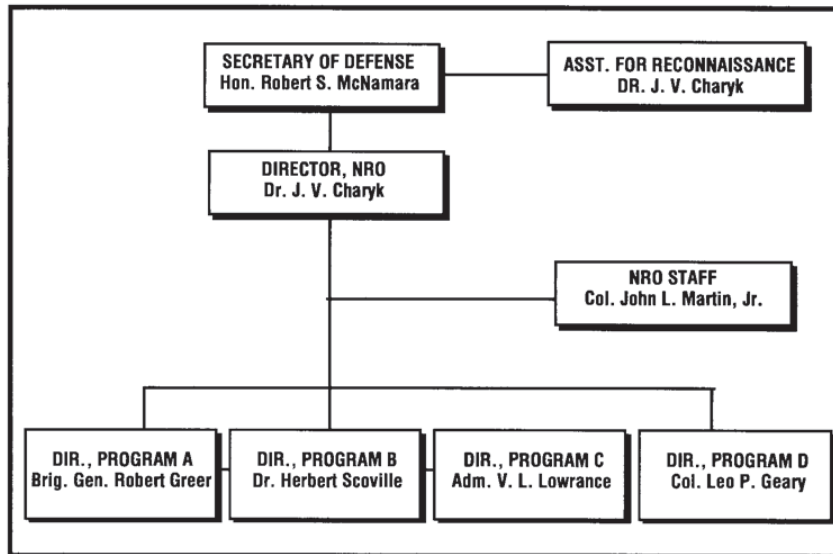 SECRETARY OF DEFENSE
Hon. Robert S. McNamara
ASST. FOR RECONNAISSANCE
DR. J. V. Charyk
DIRECTOR, NRO
Dr. J. V. Charyk
NRO STAFF
Col. John L. Martin, Jr.
DIR., PROGRAM A
Brig. Gen. Robert Greer
DIR., PROGRAM B
Dr. Herbert Scoville
DIR., PROGRAM C
Adm. V. L. Lowrance
DIR., PROGRAM D
Col. Leo P. Geary